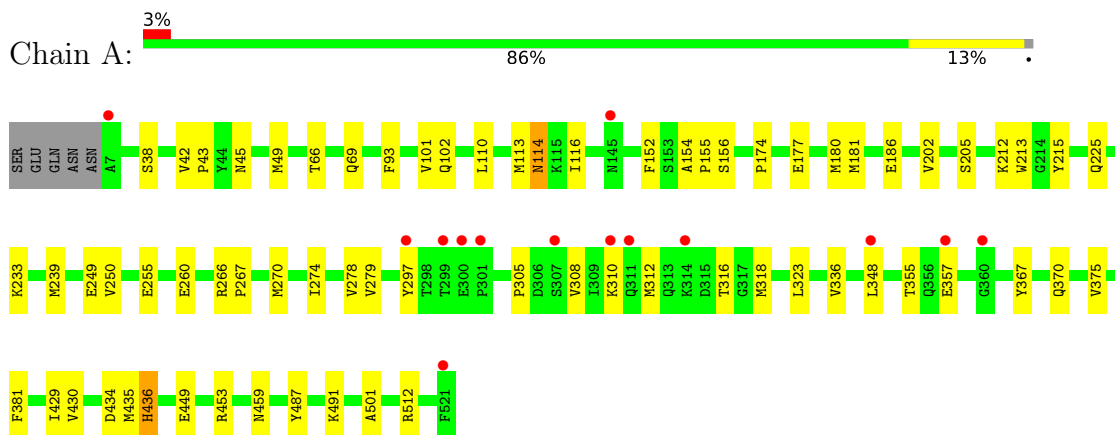 3%
Chain A:
86% 13% •
SER GLU GLN ASN ASN A7 S38 V42 P43 Y44 N45 M49 T66 Q69 F93 V101 Q102 L110 M113 N114 K115 I116 N145 F152 S153 A154 P155 S156 P174 E177 M180 M181 E186 V202 S205 K212 W213 G214 Y215 Q225
K233 M239 E249 V250 E255 E260 R266 P267 M270 I274 V278 V279 Y297 T298 T299 E300 P301 P305 D306 S307 V308 I309 K310 Q311 M312 Q313 K314 D315 T316 G317 M318 L323 V336 L348 T355 Q356 E357 G360 Y367 Q370 V375
F381 I429 V430 D434 M435 H436 E449 R453 N459 Y487 K491 A501 R512 F521